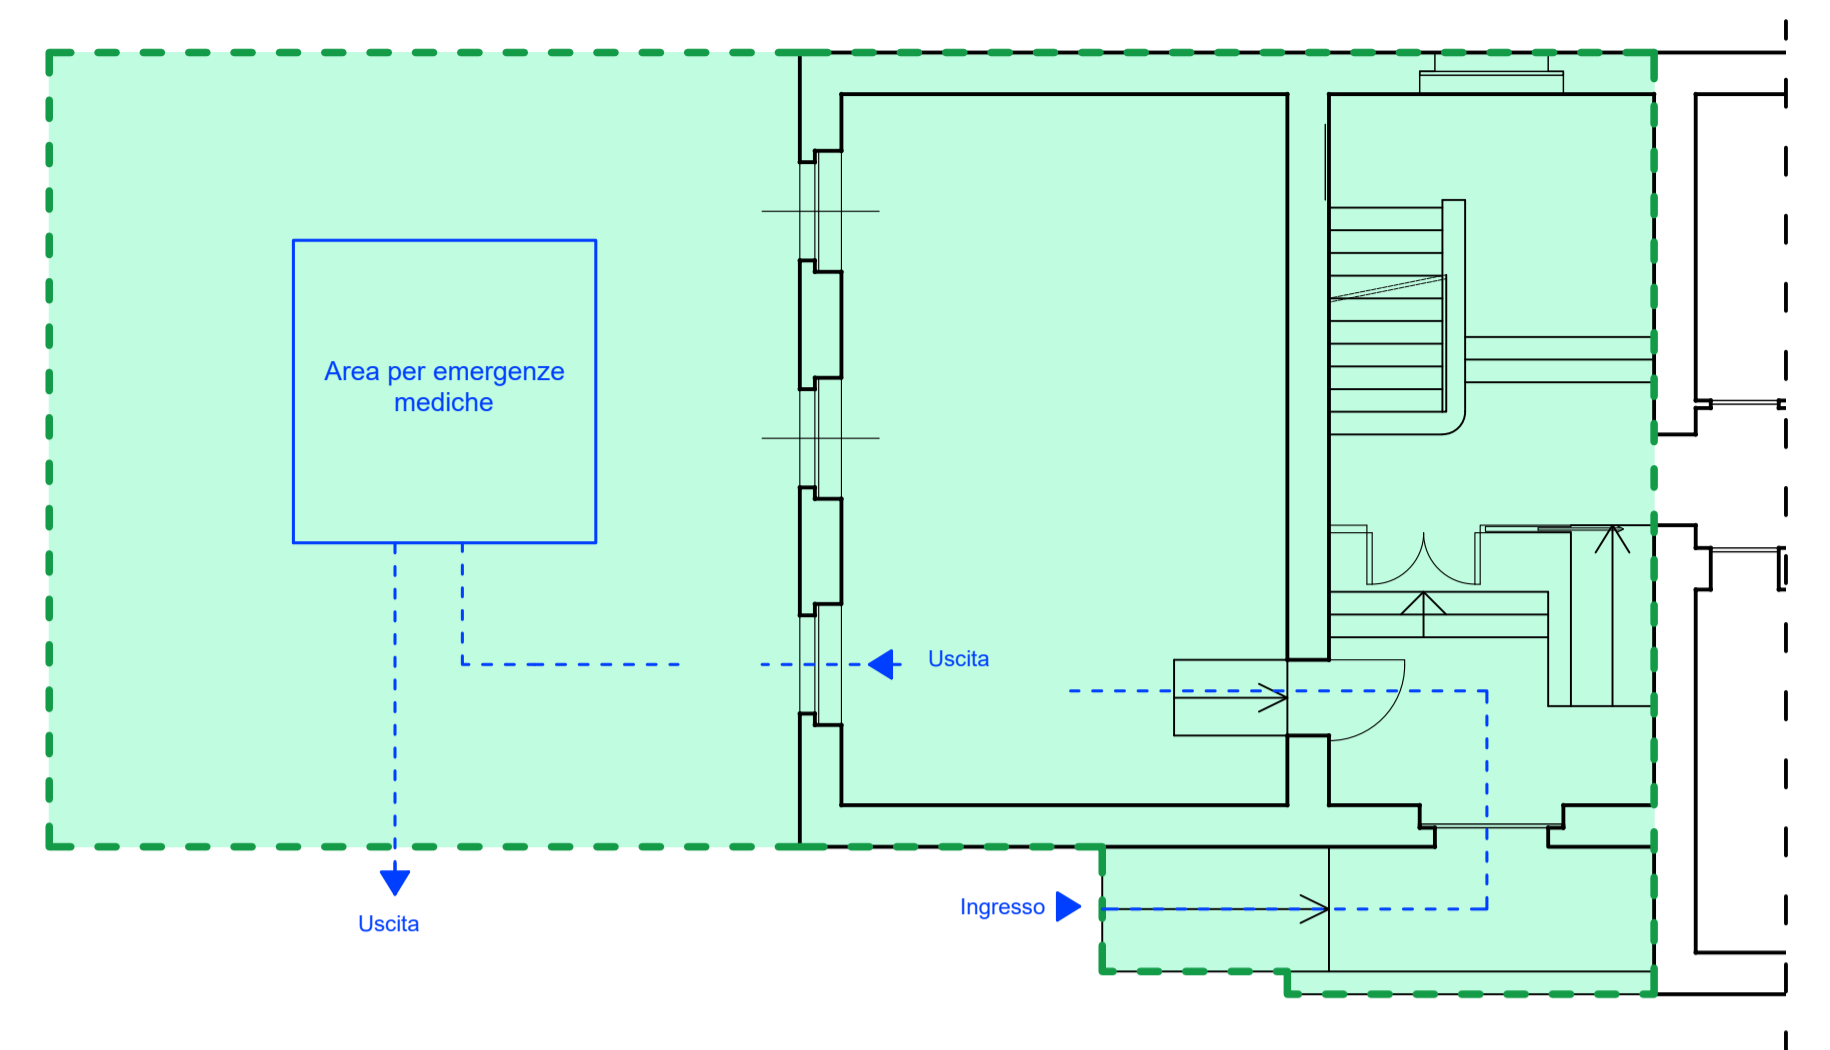 Area per emergenze
mediche
Uscita
Ingresso
Uscita